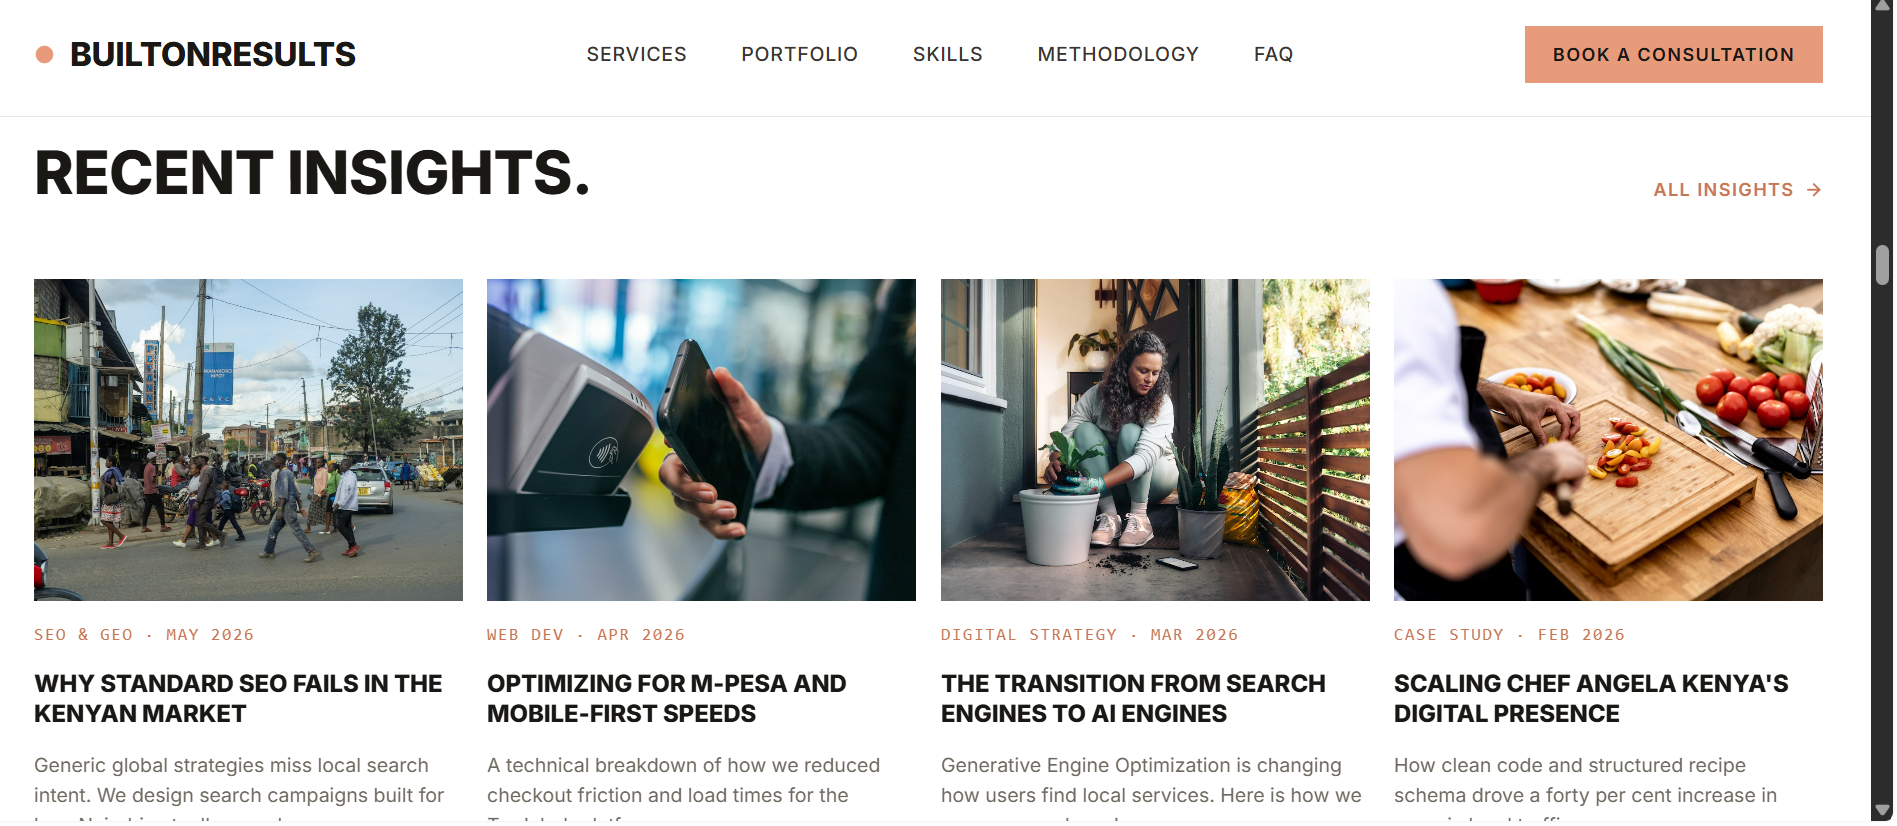 BUILTONRESULTS
SERVICES
PORTFOLIO
SKILLS
METHODOLOGY
FAQ
BOOK A CONSULTATION
RECENT INSIGHTS.
ALL INSIGHTS →
SEO & GEO · MAY 2026
WHY STANDARD SEO FAILS IN THE
KENYAN MARKET
Generic global strategies miss local search
intent. We design search campaigns built for
WEB DEV · APR 2026
OPTIMIZING FOR M-PESA AND
MOBILE-FIRST SPEEDS
A technical breakdown of how we reduced
checkout friction and load times for the
DIGITAL STRATEGY · MAR 2026
THE TRANSITION FROM SEARCH
ENGINES TO AI ENGINES
Generative Engine Optimization is changing
how users find local services. Here is how we
CASE STUDY · FEB 2026
SCALING CHEF ANGELA KENYA'S
DIGITAL PRESENCE
How clean code and structured recipe
schema drove a forty per cent increase in